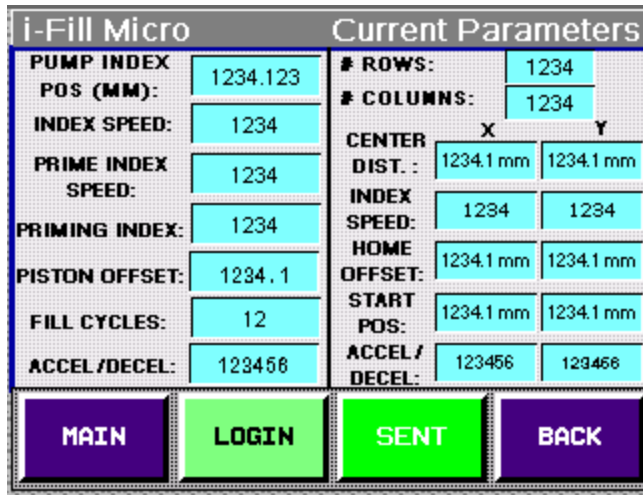 i-Fill Micro Current Parameters
PUMP INDEX
POS (MM): 1234.123
INDEX SPEED: 1234
PRIME INDEX
SPEED: 1234
PRIMING INDEX: 1234
PISTON OFFSET: 1234.1
FILL CYCLES: 12
ACCEL/DECEL: 123456
# ROWS: 1234
# COLUMNS: 1234
X Y
CENTER
DIST. : 1234.1 mm 1234.1 mm
INDEX
SPEED: 1234 1234
HOME
OFFSET: 1234.1 mm 1234.1 mm
START
POS: 1234.1 mm 1234.1 mm
ACCEL/
DECEL: 123456 123456
MAIN LOGIN SENT BACK